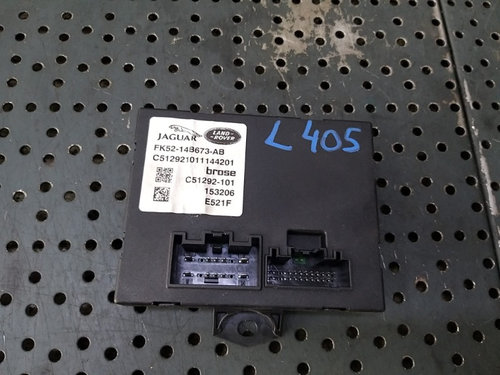 JAGUAR LAND ROVER
FK52-14B673-AB
C512921011144201
brose
C51292-101
153206
E521F
L405